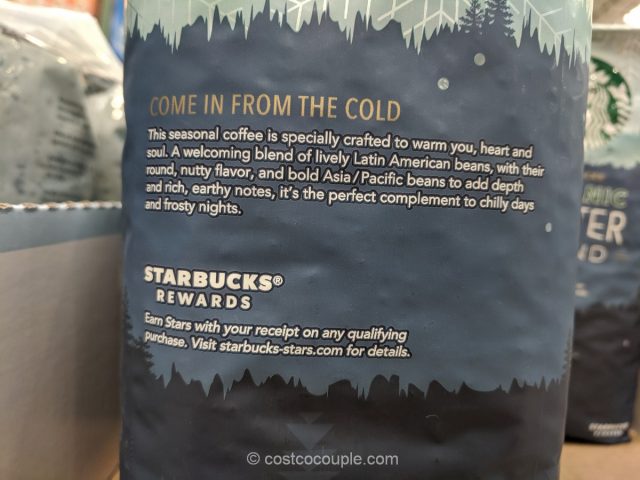 COME IN FROM THE COLD
This seasonal coffee is specially crafted to warm you, heart and
soul. A welcoming blend of lively Latin American beans, with their
round, nutty flavor, and bold Asia/Pacific beans to add depth
and rich, earthy notes, it's the perfect complement to chilly days
and frosty nights.
STARBUCKS®
REWARDS
Earn Stars with your receipt on any qualifying
purchase. Visit starbucks-stars.com for details.
© costcocouple.com